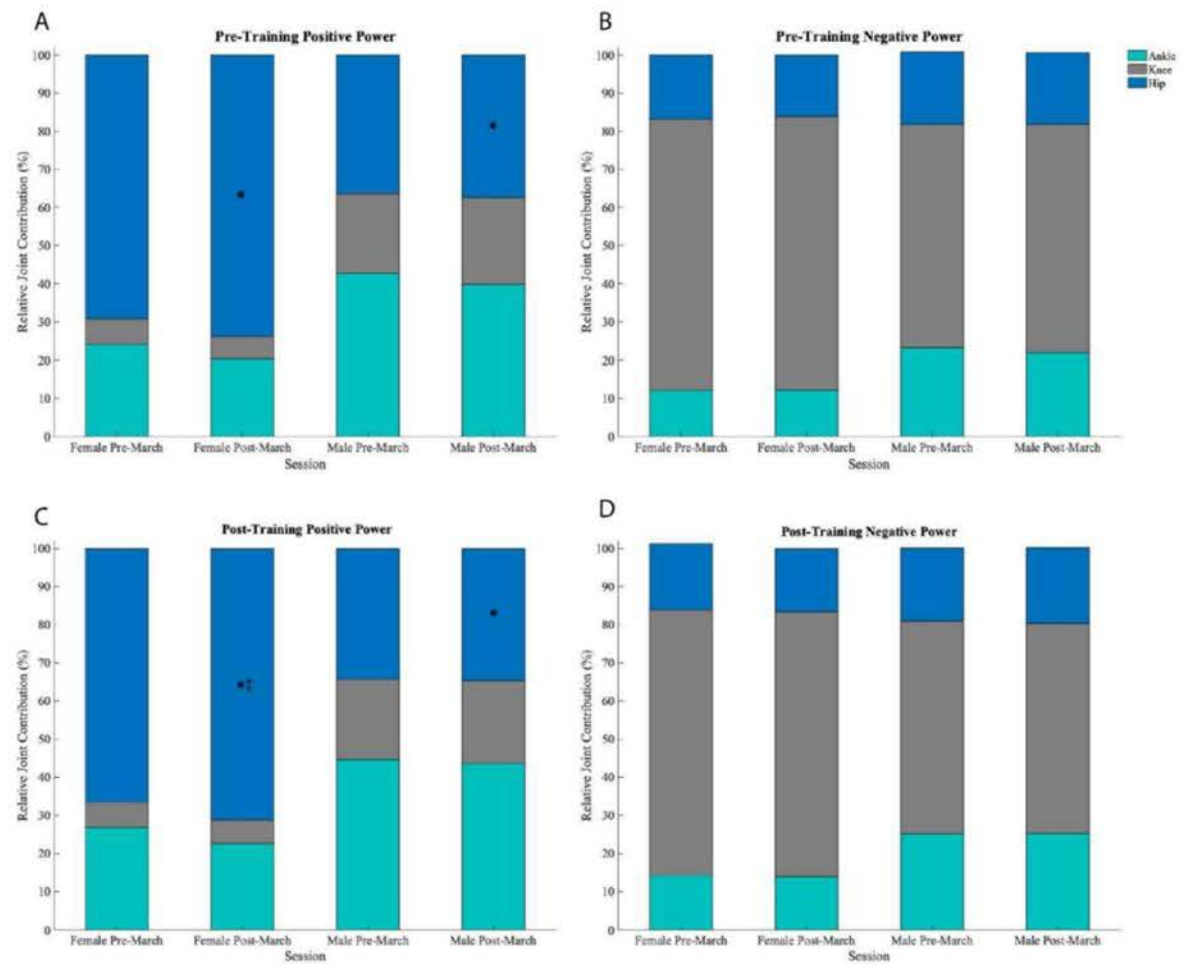 A
Pre-Training Positive Power
Relative Joint Contribution (%)
100
90
80
70
60
50
40
30
20
10
0
Female Pre-March
Female Post-March
Male Pre-March
Male Post-March
Session
B
Pre-Training Negative Power
Relative Joint Contribution (%)
100
90
80
70
60
50
40
30
20
10
0
Female Pre-March
Female Post-March
Male Pre-March
Male Post-March
Session
Ankle
Knee
Hip
C
Post-Training Positive Power
Relative Joint Contribution (%)
100
90
80
70
60
50
40
30
20
10
0
Female Pre-March
Female Post-March
Male Pre-March
Male Post-March
Session
D
Post-Training Negative Power
Relative Joint Contribution (%)
100
90
80
70
60
50
40
30
20
10
0
Female Pre-March
Female Post-March
Male Pre-March
Male Post-March
Session